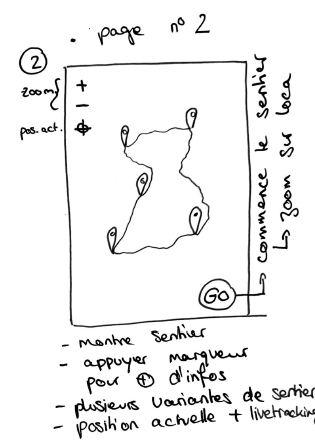 • page n° 2
2
zoom { +
-
pos. act.
GO
→ commence le sentier
↳ zoom sur loca
- montre sentier
- appuyer marqueur
pour ⊕ d'infos
- plusieurs variantes de sentier
- position actuelle + livetracking